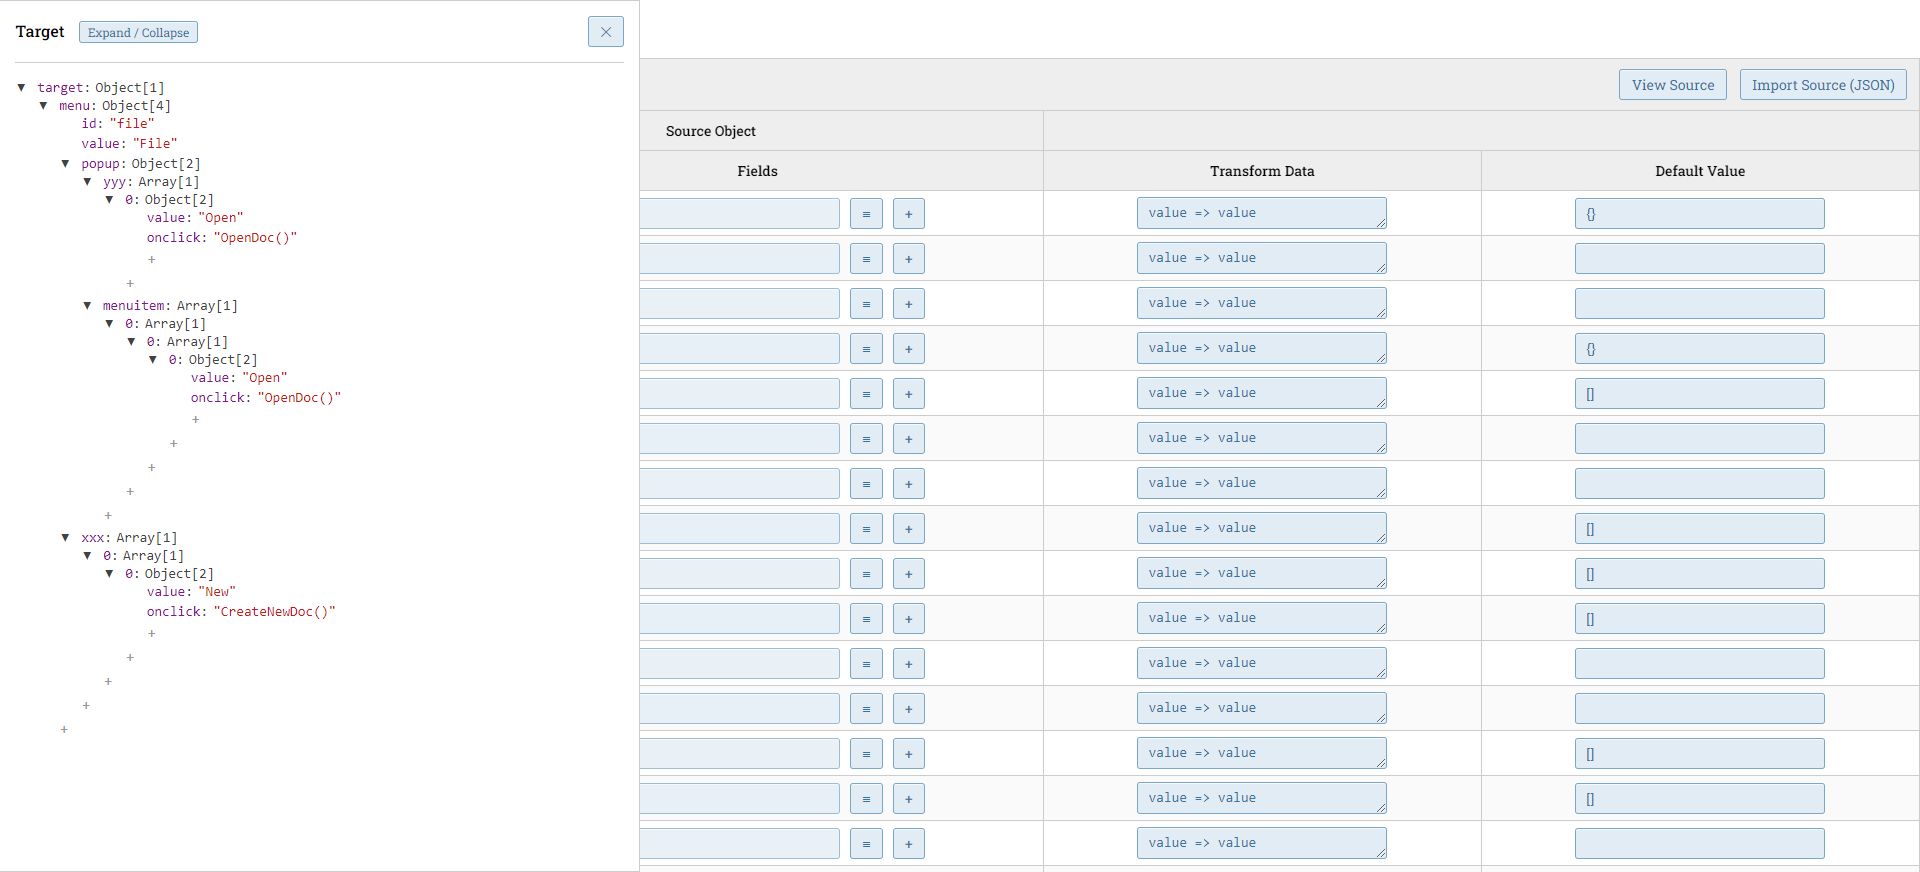 Target Expand / Collapse ×
▼ target: Object[1]
▼ menu: Object[4]
id: "file"
value: "File"
▼ popup: Object[2]
▼ yyy: Array[1]
▼ 0: Object[2]
value: "Open"
onclick: "OpenDoc()"
+
+
▼ menuitem: Array[1]
▼ 0: Array[1]
▼ 0: Array[1]
▼ 0: Object[2]
value: "Open"
onclick: "OpenDoc()"
+
+
+
+
+
▼ xxx: Array[1]
▼ 0: Array[1]
▼ 0: Object[2]
value: "New"
onclick: "CreateNewDoc()"
+
+
+
+
+
View Source Import Source (JSON)
Source Object
Fields Transform Data Default Value
≡ + value => value {}
≡ + value => value
≡ + value => value
≡ + value => value {}
≡ + value => value []
≡ + value => value
≡ + value => value
≡ + value => value []
≡ + value => value []
≡ + value => value []
≡ + value => value
≡ + value => value
≡ + value => value []
≡ + value => value []
≡ + value => value